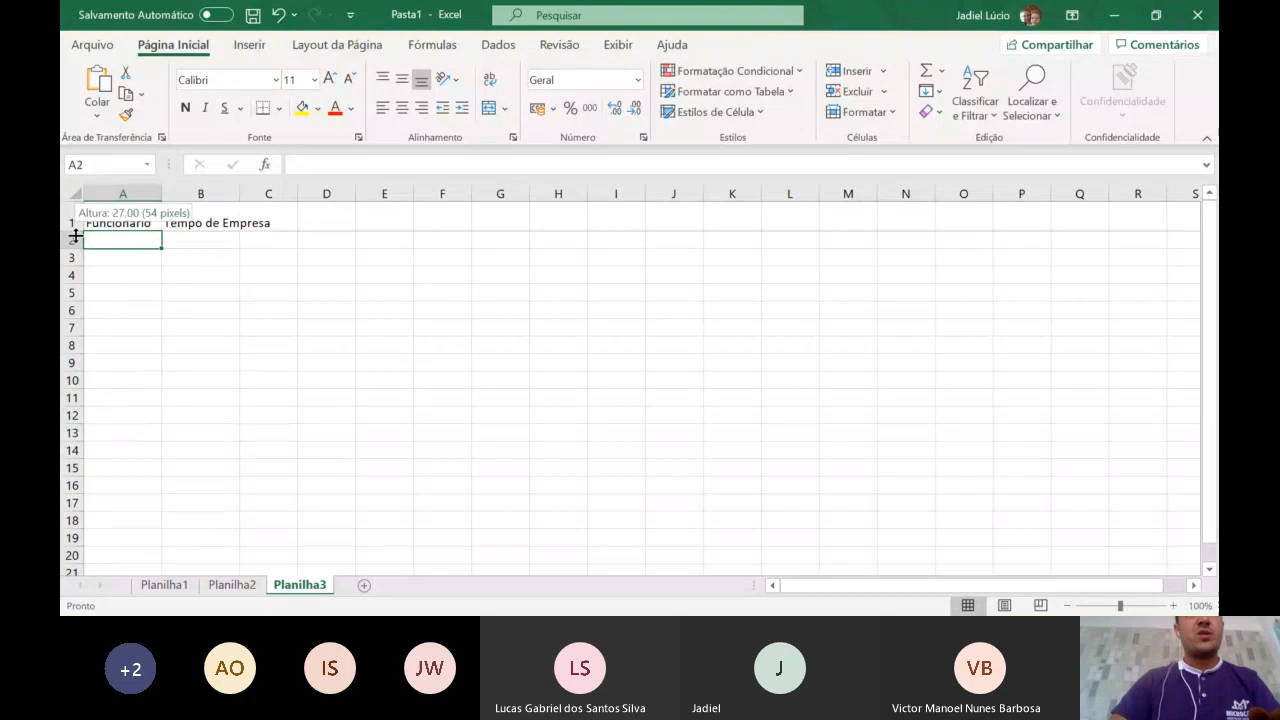 Salvamento Automático
Pasta1 - Excel
Pesquisar
Jadiel Lúcio
Arquivo
Página Inicial
Inserir
Layout da Página
Fórmulas
Dados
Revisão
Exibir
Ajuda
Compartilhar
Comentários
Colar
Calibri
11
N I S
A
Geral
% 000
Formatação Condicional
Formatar como Tabela
Estilos de Célula
Inserir
Excluir
Formatar
Classificar
e Filtrar
Localizar e
Selecionar
Confidencialidade
Área de Transferência
Fonte
Alinhamento
Número
Estilos
Células
Edição
Confidencialidade
A2
fx
A B C D E F G H I J K L M N O P Q R S
Altura: 27.00 (54 pixels)
1 Funcionário Tempo de Empresa
2
3
4
5
6
7
8
9
10
11
12
13
14
15
16
17
18
19
20
21
Planilha1
Planilha2
Planilha3
Pronto
100%
+2
AO
IS
JW
LS
J
VB
Lucas Gabriel dos Santos Silva
Jadiel
Victor Manoel Nunes Barbosa